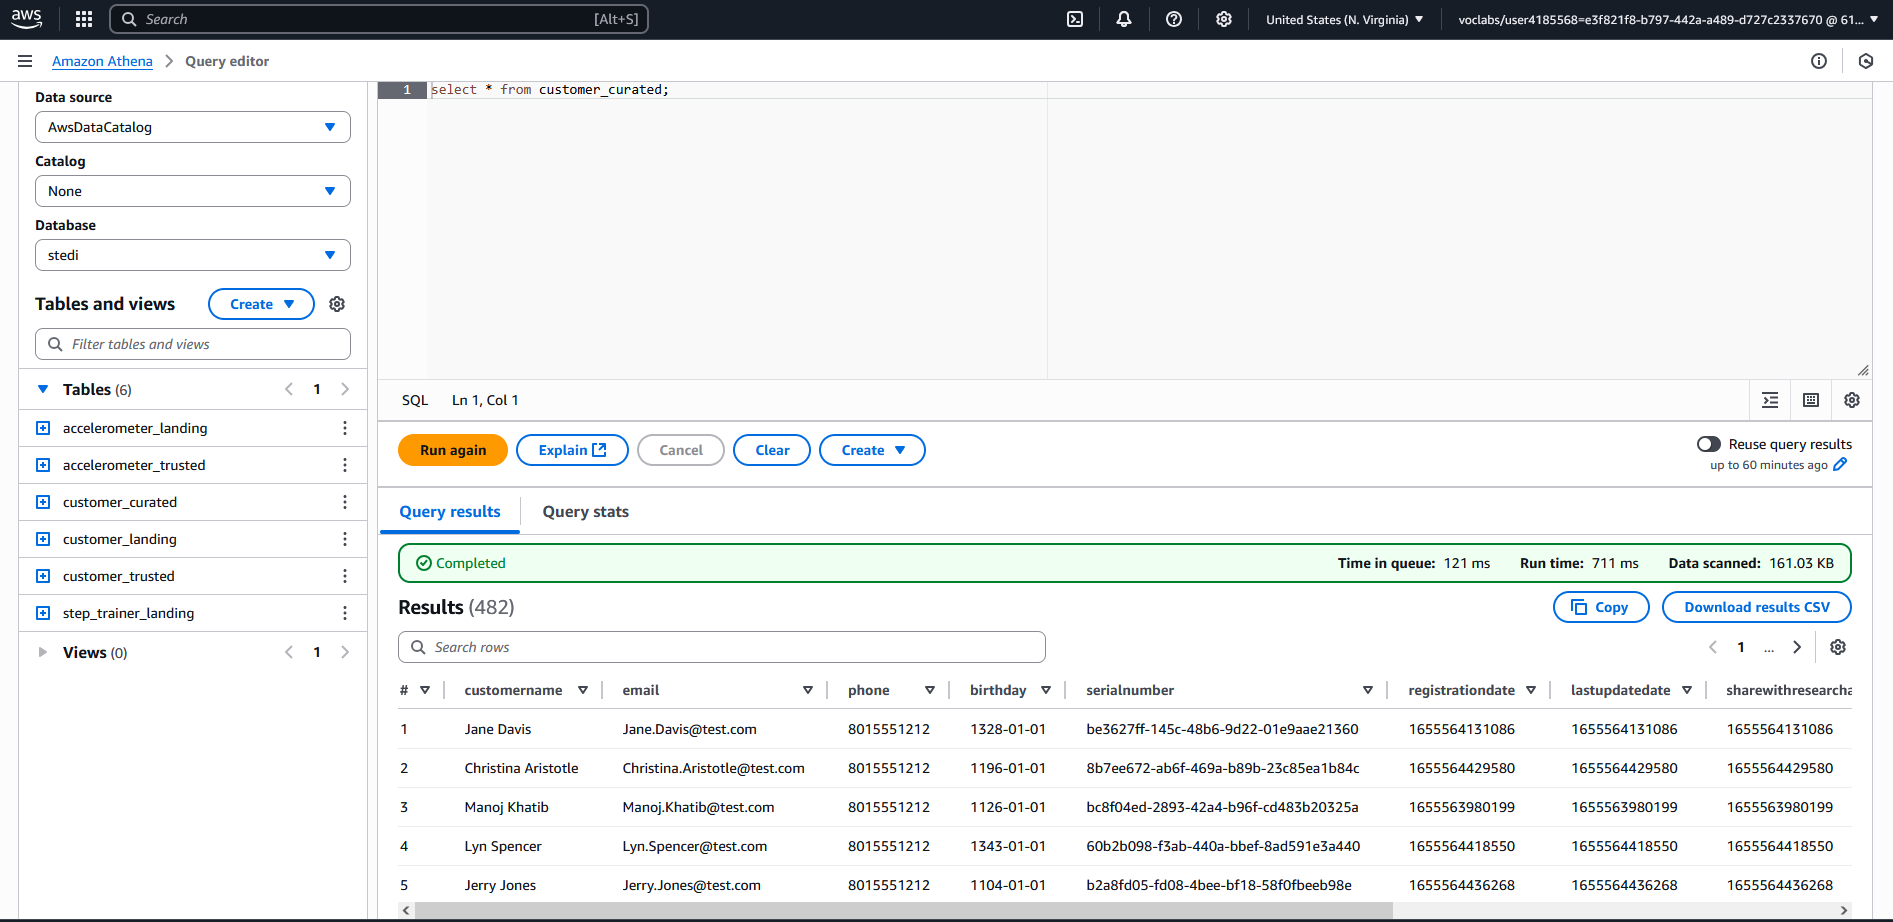 aws Search [Alt+S] United States (N. Virginia) voclabs/user4185568=e3f821f8-b797-442a-a489-d727c2337670 @ 61...
Amazon Athena Query editor
Data source
AwsDataCatalog
Catalog
None
Database
stedi
Tables and views Create
Filter tables and views
Tables (6) 1
accelerometer_landing
accelerometer_trusted
customer_curated
customer_landing
customer_trusted
step_trainer_landing
Views (0) 1
1 select * from customer_curated;
SQL Ln 1, Col 1
Run again Explain Cancel Clear Create Reuse query results
up to 60 minutes ago
Query results Query stats
Completed Time in queue: 121 ms Run time: 711 ms Data scanned: 161.03 KB
Results (482) Copy Download results CSV
Search rows 1 ...
# customername email phone birthday serialnumber registrationdate lastupdatedate sharewithresearcha
1 Jane Davis Jane.Davis@test.com 8015551212 1328-01-01 be3627ff-145c-48b6-9d22-01e9aae21360 1655564131086 1655564131086 1655564131086
2 Christina Aristotle Christina.Aristotle@test.com 8015551212 1196-01-01 8b7ee672-ab6f-469a-b89b-23c85ea1b84c 1655564429580 1655564429580 1655564429580
3 Manoj Khatib Manoj.Khatib@test.com 8015551212 1126-01-01 bc8f04ed-2893-42a4-b96f-cd483b20325a 1655563980199 1655563980199 1655563980199
4 Lyn Spencer Lyn.Spencer@test.com 8015551212 1343-01-01 60b2b098-f3ab-440a-bbef-8ad591e3a440 1655564418550 1655564418550 1655564418550
5 Jerry Jones Jerry.Jones@test.com 8015551212 1104-01-01 b2a8fd05-fd08-4bee-bf18-58f0fbeeb98e 1655564436268 1655564436268 1655564436268